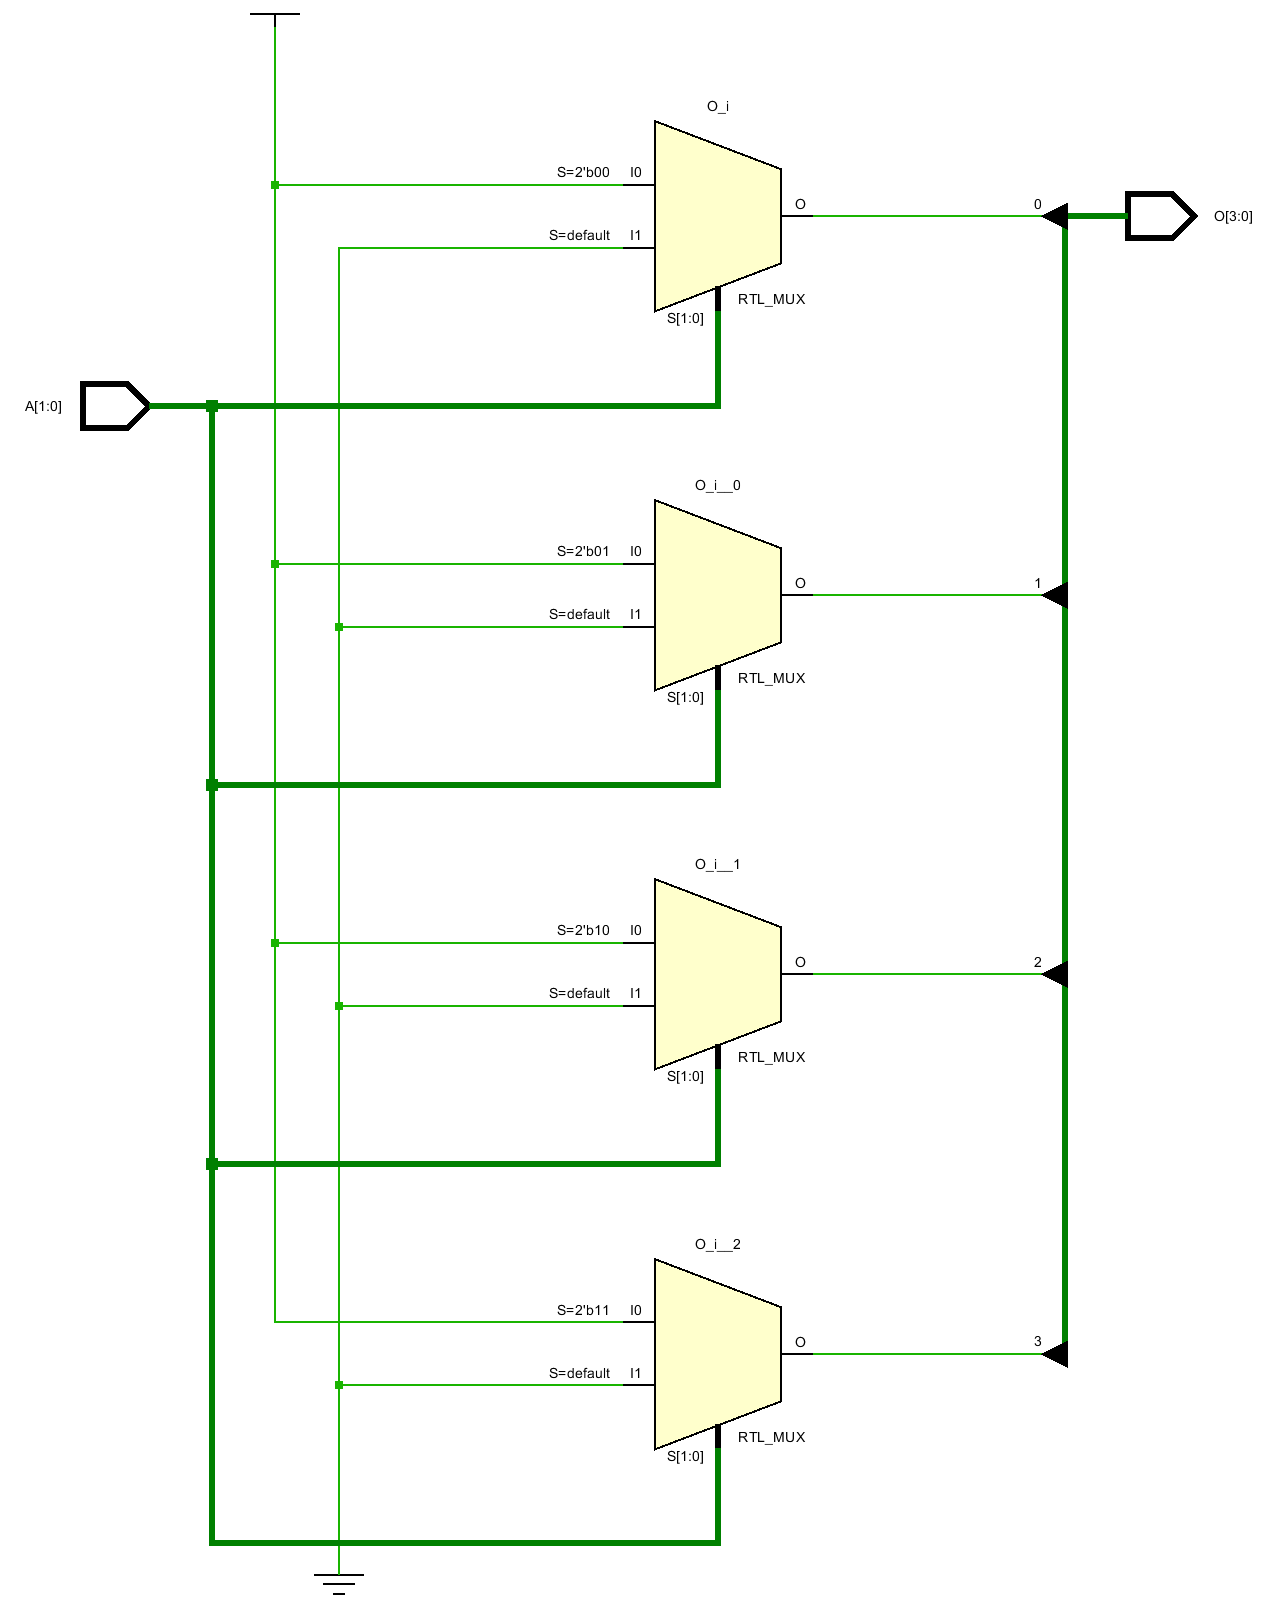 O_i
S=2'b00 I0
O
0
O[3:0]
S=default I1
RTL_MUX
S[1:0]
A[1:0]
O_i__0
S=2'b01 I0
O
1
S=default I1
RTL_MUX
S[1:0]
O_i__1
S=2'b10 I0
O
2
S=default I1
RTL_MUX
S[1:0]
O_i__2
S=2'b11 I0
O
3
S=default I1
RTL_MUX
S[1:0]